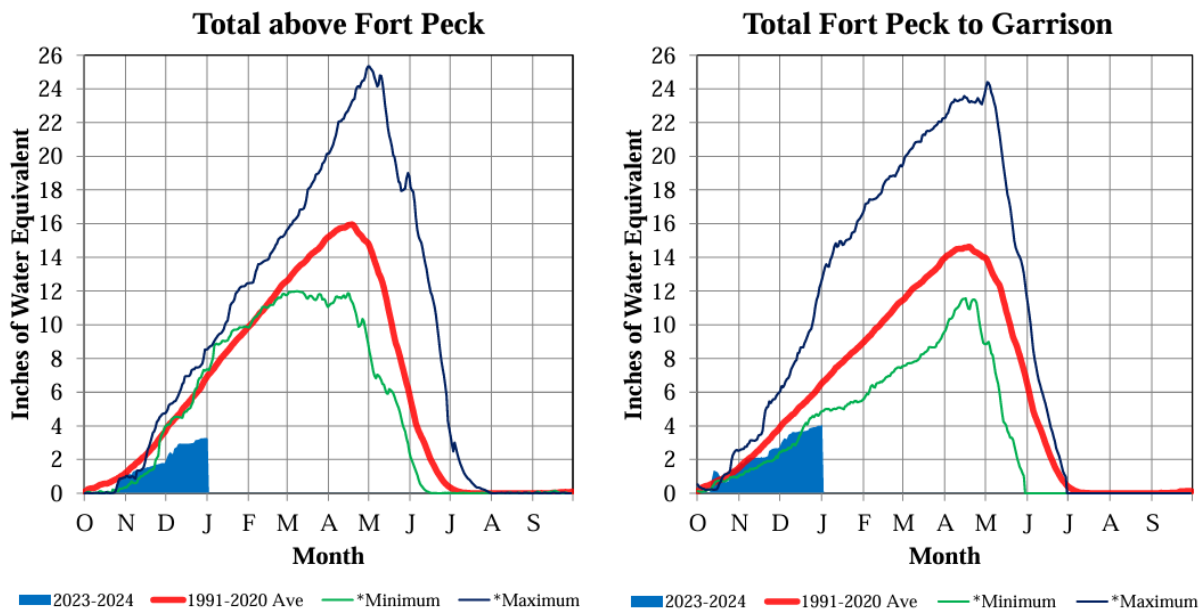 Total above Fort Peck
26
24
22
20
18
16
14
12
10
8
6
4
2
0
Inches of Water Equivalent
O N D J F M A M J J A S
Month
2023-2024 1991-2020 Ave *Minimum *Maximum
Total Fort Peck to Garrison
26
24
22
20
18
16
14
12
10
8
6
4
2
0
Inches of Water Equivalent
O N D J F M A M J J A S
Month
2023-2024 1991-2020 Ave *Minimum *Maximum